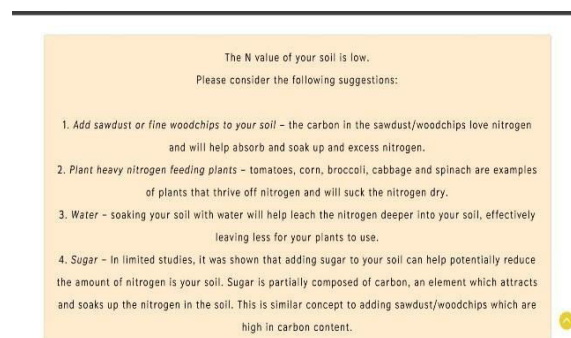 The N value of your soil is low.
Please consider the following suggestions:
1. Add sawdust or fine woodchips to your soil – the carbon in the sawdust/woodchips love nitrogen
and will help absorb and soak up and excess nitrogen.
2. Plant heavy nitrogen feeding plants – tomatoes, corn, broccoli, cabbage and spinach are examples
of plants that thrive off nitrogen and will suck the nitrogen dry.
3. Water – soaking your soil with water will help leach the nitrogen deeper into your soil, effectively
leaving less for your plants to use.
4. Sugar – In limited studies, it was shown that adding sugar to your soil can help potentially reduce
the amount of nitrogen is your soil. Sugar is partially composed of carbon, an element which attracts
and soaks up the nitrogen in the soil. This is similar concept to adding sawdust/woodchips which are
high in carbon content.